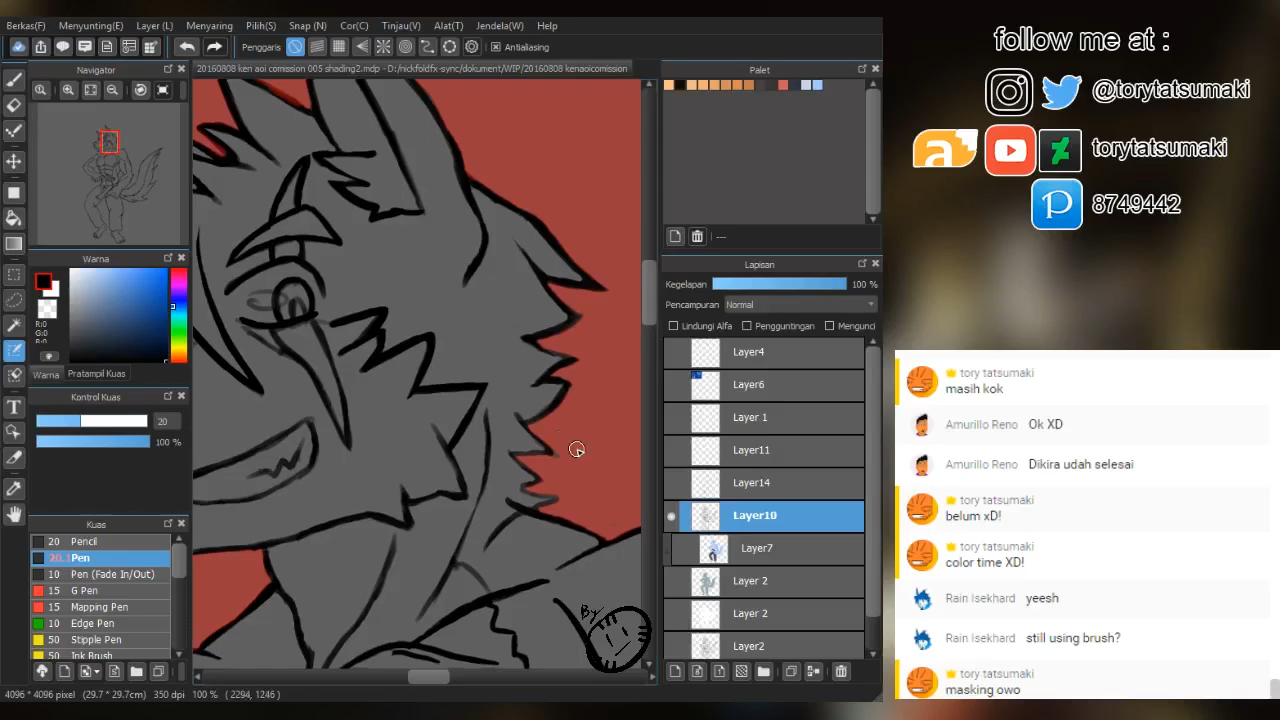 Berkas(F) Menyunting(E) Layer (L) Menyaring Pilih(S) Snap (N) Cor(C) Tinjau(V) Alat(T) Jendela(W) Help
Penggaris Antialiasing
Navigator
20160808 ken aoi comission 005 shading2.mdp - D:/nickfoldfx-sync/dokument/WIP/20160808 kenaoicomission
Warna
R:0
G:0
Warna Pratampil Kuas
Kontrol Kuas
20
100 %
Kuas
20 Pencil
20.1 Pen
10 Pen (Fade In/Out)
15 G Pen
15 Mapping Pen
10 Edge Pen
50 Stipple Pen
50 Ink Brush
4096 * 4096 pixel (29.7 * 29.7cm) 350 dpi 100 % ( 2294, 1246 )
By
Palet
---
Lapisan
Kegelapan 100 %
Pencampuran Normal
Lindungi Alfa Pengguntingan Mengunci
Layer4
Layer6
Layer 1
Layer11
Layer14
Layer10
Layer7
Layer 2
Layer 2
Layer2
follow me at :
@torytatsumaki
torytatsumaki
8749442
tory tatsumaki
masih kok
Amurillo Reno Ok XD
Amurillo Reno Dikira udah selesai
tory tatsumaki
belum xD!
tory tatsumaki
color time XD!
Rain Isekhard yeesh
Rain Isekhard still using brush?
tory tatsumaki
masking owo